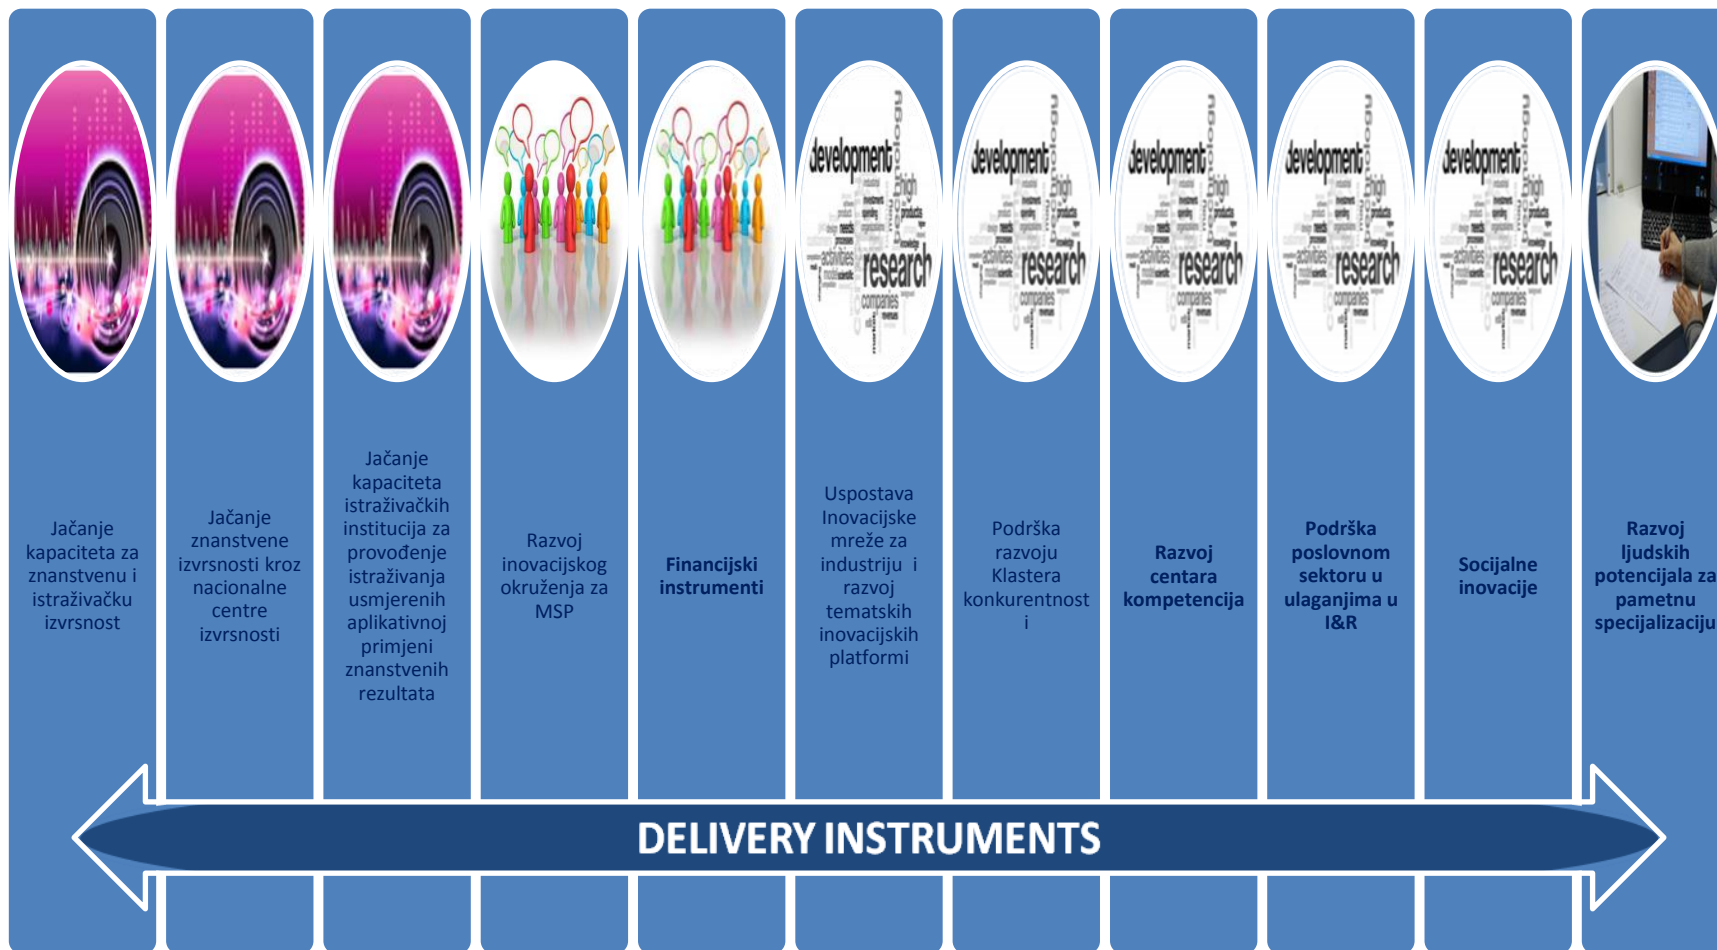 development
research
high
Jačanje
kapaciteta za
znanstvenu i
istraživačku
izvrsnost
Jačanje
znanstvene
izvrsnosti kroz
nacionalne
centre
izvrsnosti
Jačanje
kapaciteta
istraživačkih
institucija za
provođenje
istraživanja
usmjerenih
aplikativnoj
primjeni
znanstvenih
rezultata
Razvoj
inovacijskog
okruženja za
MSP
Financijski
instrumenti
Uspostava
Inovacijske
mreže za
industriju i
razvoj
tematskih
inovacijskih
platformi
Podrška
razvoju
Klastera
konkurentnost
i
Razvoj
centara
kompetencija
Podrška
poslovnom
sektoru u
ulaganjima u
I&R
Socijalne
inovacije
Razvoj
ljudskih
potencijala za
pametnu
specijalizaciju
DELIVERY INSTRUMENTS